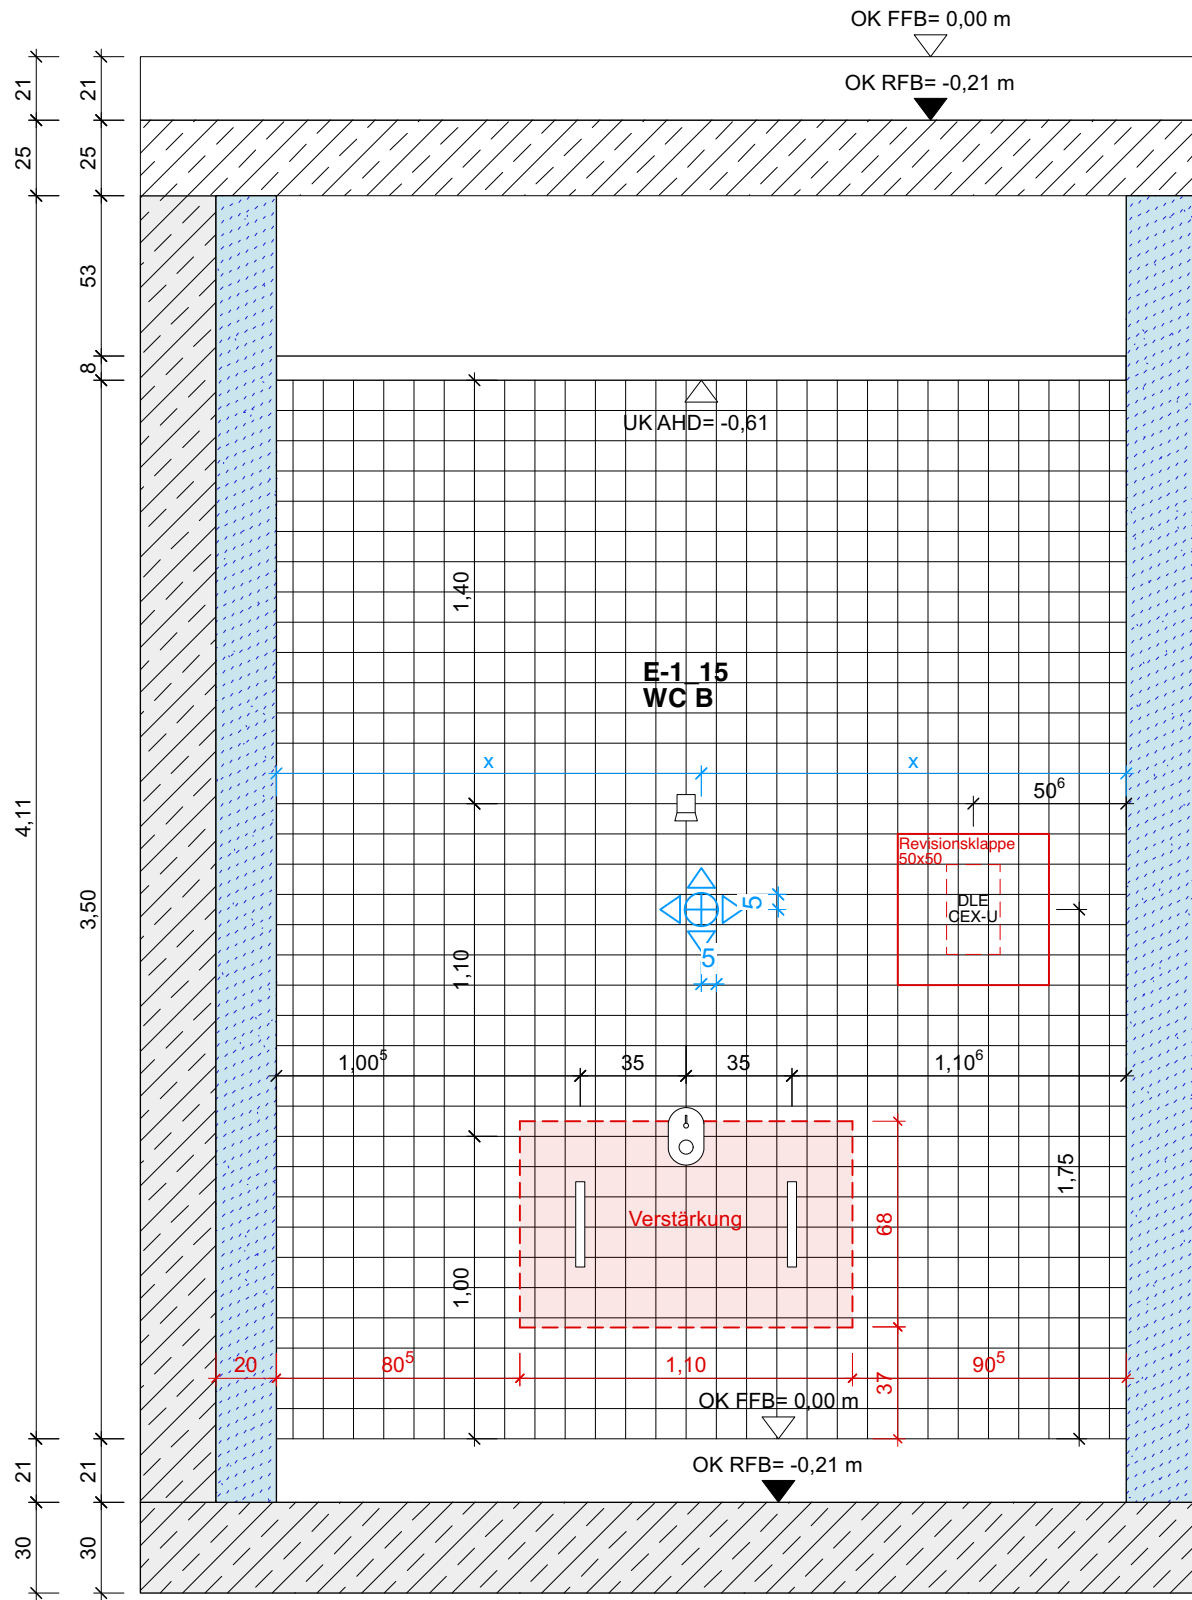 OK FFB= 0,00 m
OK RFB= -0,21 m
21
21
25
25
53
8
UK AHD= -0,61
1,40
E-1_15
WC B
x
x
50⁶
4,11
3,50
Revisionsklappe
50x50
DLE
CEX-U
5
5
1,10
1,00⁵
35
35
1,10⁶
1,75
Verstärkung
68
1,00
20
80⁵
1,10
90⁵
37
OK FFB= 0,00 m
OK RFB= -0,21 m
21
21
30
30